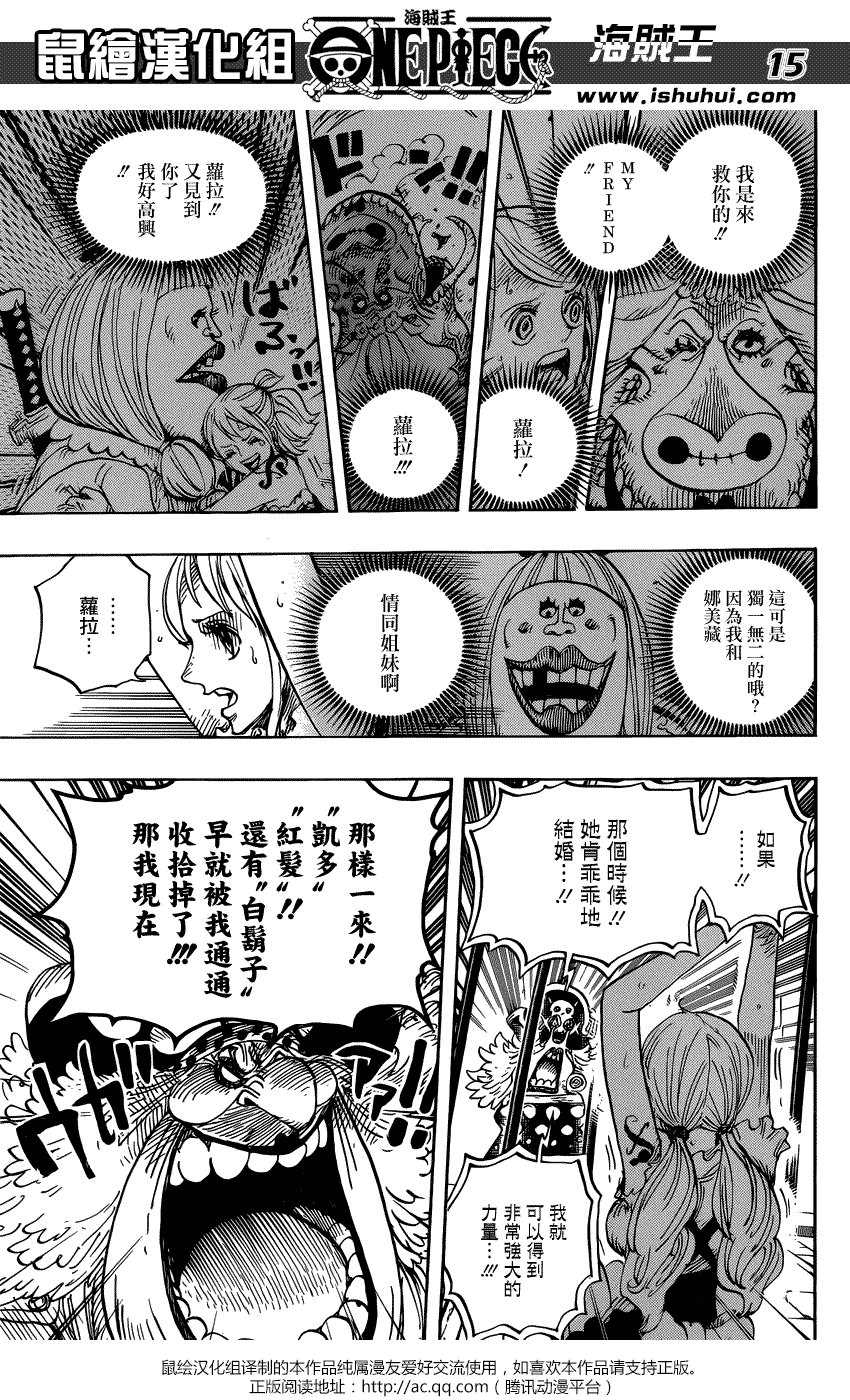 鼠繪漢化組
海賊王
ONE PIECE
海賊王
15
www.ishuhui.com
我是來
救你的!!
MY
FRIEND
!!
蘿拉!
ドドン
蘿拉!!!
蘿拉!!
又見到
你了
我好高興
!!
ばふっ!!
這可是
獨一無二的哦?
因為我和
娜美藏
情同姐妹啊
……
蘿拉…
如果
……!!
那個時候!!
她肯乖乖地
結婚…!!
我就
可以得到
非常強大的
力量…!!!
那樣一來!!
"凱多"
"紅髮"!!
還有"白鬍子"
早就被我通通
收拾掉了!!!
那我現在
鼠绘汉化组译制的本作品纯属漫友爱好交流使用，如喜欢本作品请支持正版。
正版阅读地址：http://ac.qq.com（腾讯动漫平台）